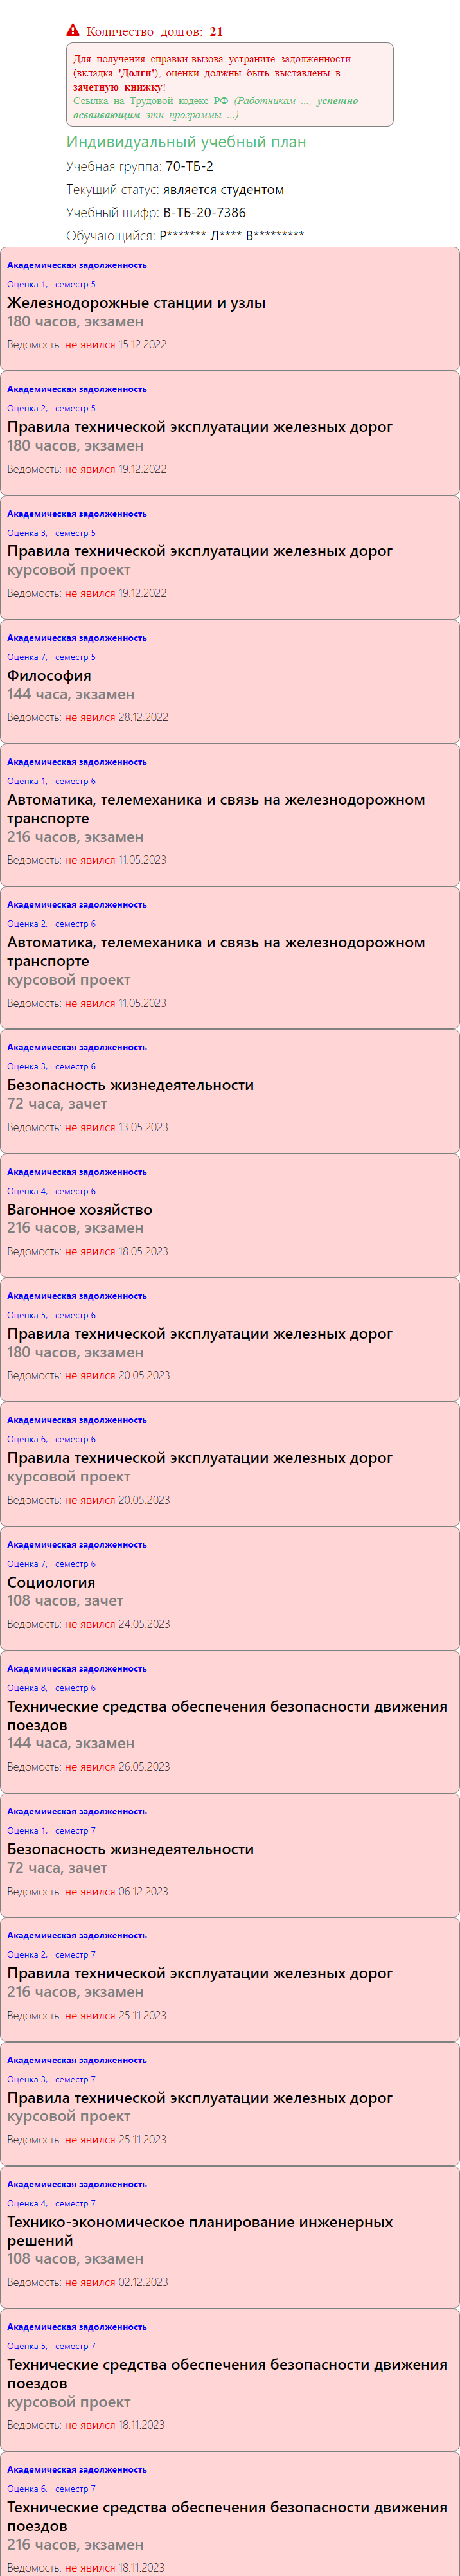 Количество долгов: 21
Для получения справки-вызова устраните задолженности
(вкладка 'Долги'), оценки должны быть выставлены в
зачетную книжку!
Ссылка на Трудовой кодекс РФ (Работникам ..., успешно
осваивающим эти программы ...)
Индивидуальный учебный план
Учебная группа: 70-ТБ-2
Текущий статус: является студентом
Учебный шифр: В-ТБ-20-7386
Обучающийся: Р******* Л**** В*********
Академическая задолженность
Оценка 1, семестр 5
Железнодорожные станции и узлы
180 часов, экзамен
Ведомость: не явился 15.12.2022
Академическая задолженность
Оценка 2, семестр 5
Правила технической эксплуатации железных дорог
180 часов, экзамен
Ведомость: не явился 19.12.2022
Академическая задолженность
Оценка 3, семестр 5
Правила технической эксплуатации железных дорог
курсовой проект
Ведомость: не явился 19.12.2022
Академическая задолженность
Оценка 7, семестр 5
Философия
144 часа, экзамен
Ведомость: не явился 28.12.2022
Академическая задолженность
Оценка 1, семестр 6
Автоматика, телемеханика и связь на железнодорожном
транспорте
216 часов, экзамен
Ведомость: не явился 11.05.2023
Академическая задолженность
Оценка 2, семестр 6
Автоматика, телемеханика и связь на железнодорожном
транспорте
курсовой проект
Ведомость: не явился 11.05.2023
Академическая задолженность
Оценка 3, семестр 6
Безопасность жизнедеятельности
72 часа, зачет
Ведомость: не явился 13.05.2023
Академическая задолженность
Оценка 4, семестр 6
Вагонное хозяйство
216 часов, экзамен
Ведомость: не явился 18.05.2023
Академическая задолженность
Оценка 5, семестр 6
Правила технической эксплуатации железных дорог
180 часов, экзамен
Ведомость: не явился 20.05.2023
Академическая задолженность
Оценка 6, семестр 6
Правила технической эксплуатации железных дорог
курсовой проект
Ведомость: не явился 20.05.2023
Академическая задолженность
Оценка 7, семестр 6
Социология
108 часов, зачет
Ведомость: не явился 24.05.2023
Академическая задолженность
Оценка 8, семестр 6
Технические средства обеспечения безопасности движения
поездов
144 часа, экзамен
Ведомость: не явился 26.05.2023
Академическая задолженность
Оценка 1, семестр 7
Безопасность жизнедеятельности
72 часа, зачет
Ведомость: не явился 06.12.2023
Академическая задолженность
Оценка 2, семестр 7
Правила технической эксплуатации железных дорог
216 часов, экзамен
Ведомость: не явился 25.11.2023
Академическая задолженность
Оценка 3, семестр 7
Правила технической эксплуатации железных дорог
курсовой проект
Ведомость: не явился 25.11.2023
Академическая задолженность
Оценка 4, семестр 7
Технико-экономическое планирование инженерных
решений
108 часов, экзамен
Ведомость: не явился 02.12.2023
Академическая задолженность
Оценка 5, семестр 7
Технические средства обеспечения безопасности движения
поездов
курсовой проект
Ведомость: не явился 18.11.2023
Академическая задолженность
Оценка 6, семестр 7
Технические средства обеспечения безопасности движения
поездов
216 часов, экзамен
Ведомость: не явился 18.11.2023